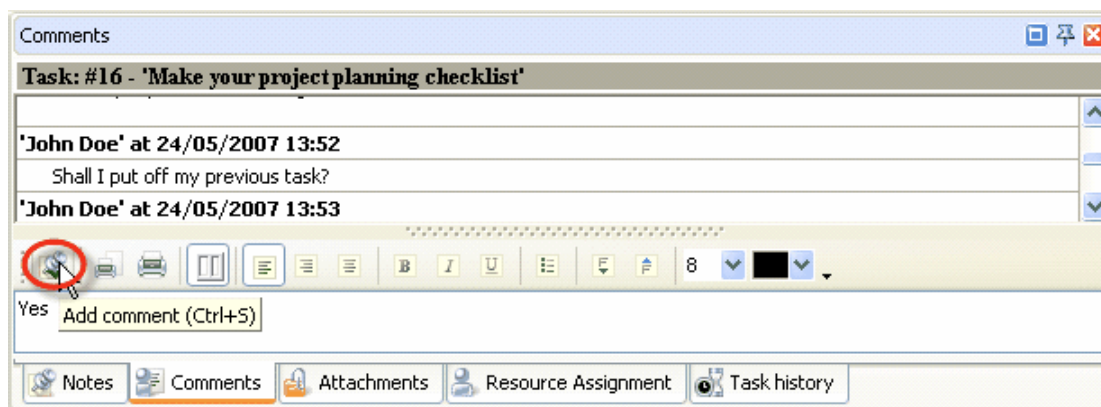 Comments
Task: #16 - 'Make your project planning checklist'
'John Doe' at 24/05/2007 13:52
Shall I put off my previous task?
'John Doe' at 24/05/2007 13:53
B I U 8
Yes
Add comment (Ctrl+S)
Notes Comments Attachments Resource Assignment Task history